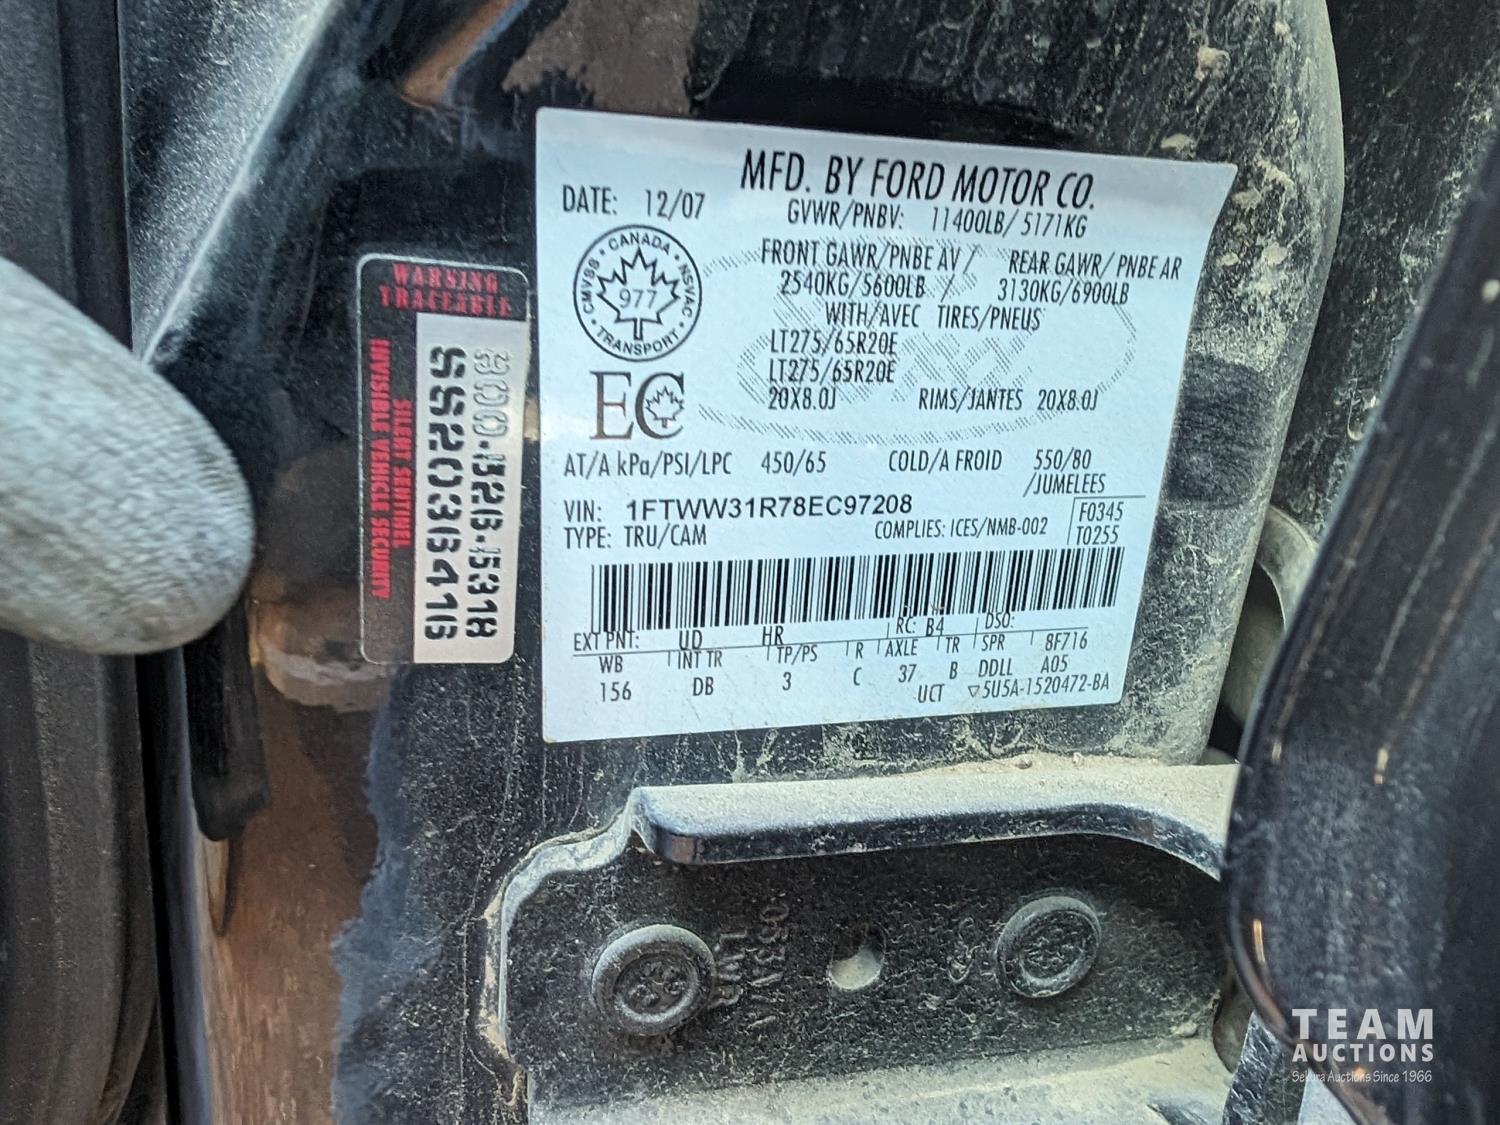 MFD. BY FORD MOTOR CO.
DATE: 12/07
GVWR/PNBV: 11400LB/ 5171KG
FRONT GAWR/PNBE AV / REAR GAWR/ PNBE AR
2540KG/5600LB / 3130KG/6900LB
WITH/AVEC TIRES/PNEUS
LT275/65R20E
LT275/65R20E
20X8.0J RIMS/JANTES 20X8.0J
CANADA
CMVSS • NSVAC
977
TRANSPORT
EC
AT/A kPa/PSI/LPC 450/65 COLD/A FROID 550/80
/JUMELEES
VIN: 1FTWW31R78EC97208
F0345
TYPE: TRU/CAM COMPLIES: ICES/NMB-002
T0255
EXT PNT: UD HR RC: B4 DSO:
WB INT TR TP/PS R AXLE TR SPR 8F716
156 DB 3 C 37 B DDLL A05
UCT 5U5A-1520472-BA
WARNING
TRACEABLE
SILENT SENTINEL
INVISIBLE VEHICLE SECURITY
TEAM
AUCTIONS
Sekura Auctions Since 1966